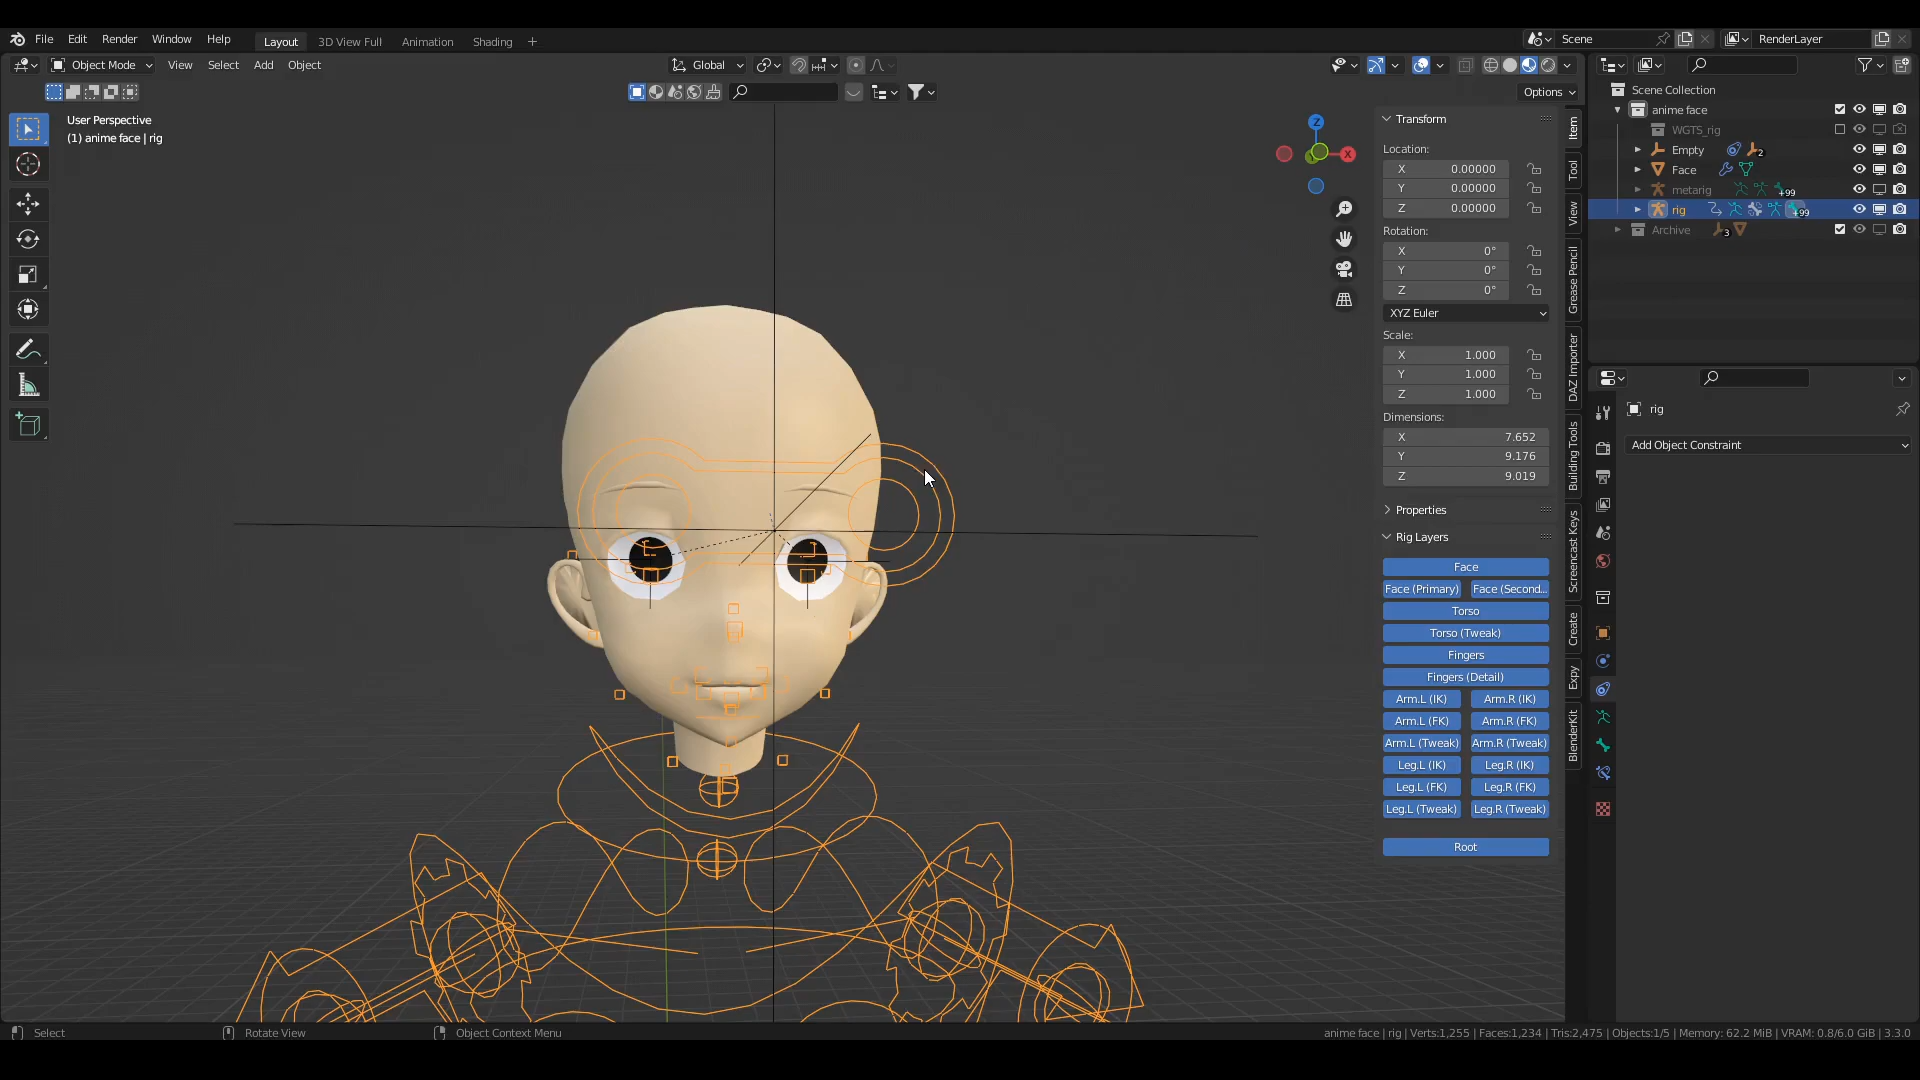 File Edit Render Window Help
Layout 3D View Full Animation Shading +
Scene
RenderLayer
Object Mode View Select Add Object
Global
Options
User Perspective
(1) anime face | rig
Z
X
Y
Transform
Location:
X 0.00000
Y 0.00000
Z 0.00000
Rotation:
X 0°
Y 0°
Z 0°
XYZ Euler
Scale:
X 1.000
Y 1.000
Z 1.000
Dimensions:
X 7.652
Y 9.176
Z 9.019
Properties
Rig Layers
Face
Face (Primary) Face (Second...
Torso
Torso (Tweak)
Fingers
Fingers (Detail)
Arm.L (IK) Arm.R (IK)
Arm.L (FK) Arm.R (FK)
Arm.L (Tweak) Arm.R (Tweak)
Leg.L (IK) Leg.R (IK)
Leg.L (FK) Leg.R (FK)
Leg.L (Tweak) Leg.R (Tweak)
Root
Item
Tool
View
Grease Pencil
DAZ Importer
Building Tools
Screencast Keys
Create
Expy
BlenderKit
Scene Collection
anime face
WGTS_rig
Empty 2
Face
metarig +99
rig +99
Archive 3
rig
Add Object Constraint
Select Rotate View Object Context Menu
anime face | rig | Verts:1,255 | Faces:1,234 | Tris:2,475 | Objects:1/5 | Memory: 62.2 MiB | VRAM: 0.8/6.0 GiB | 3.3.0